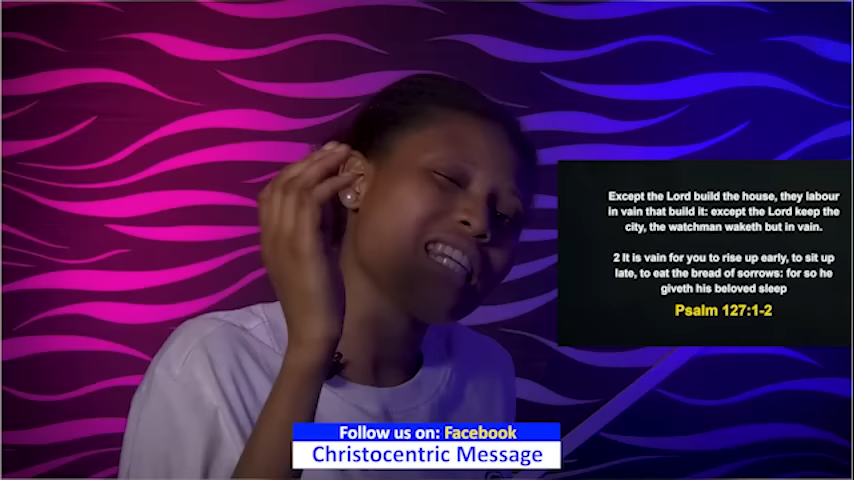 Except the Lord build the house, they labour
in vain that build it: except the Lord keep the
city, the watchman waketh but in vain.
2 It is vain for you to rise up early, to sit up
late, to eat the bread of sorrows: for so he
giveth his beloved sleep
Psalm 127:1-2
Follow us on: Facebook
Christocentric Message